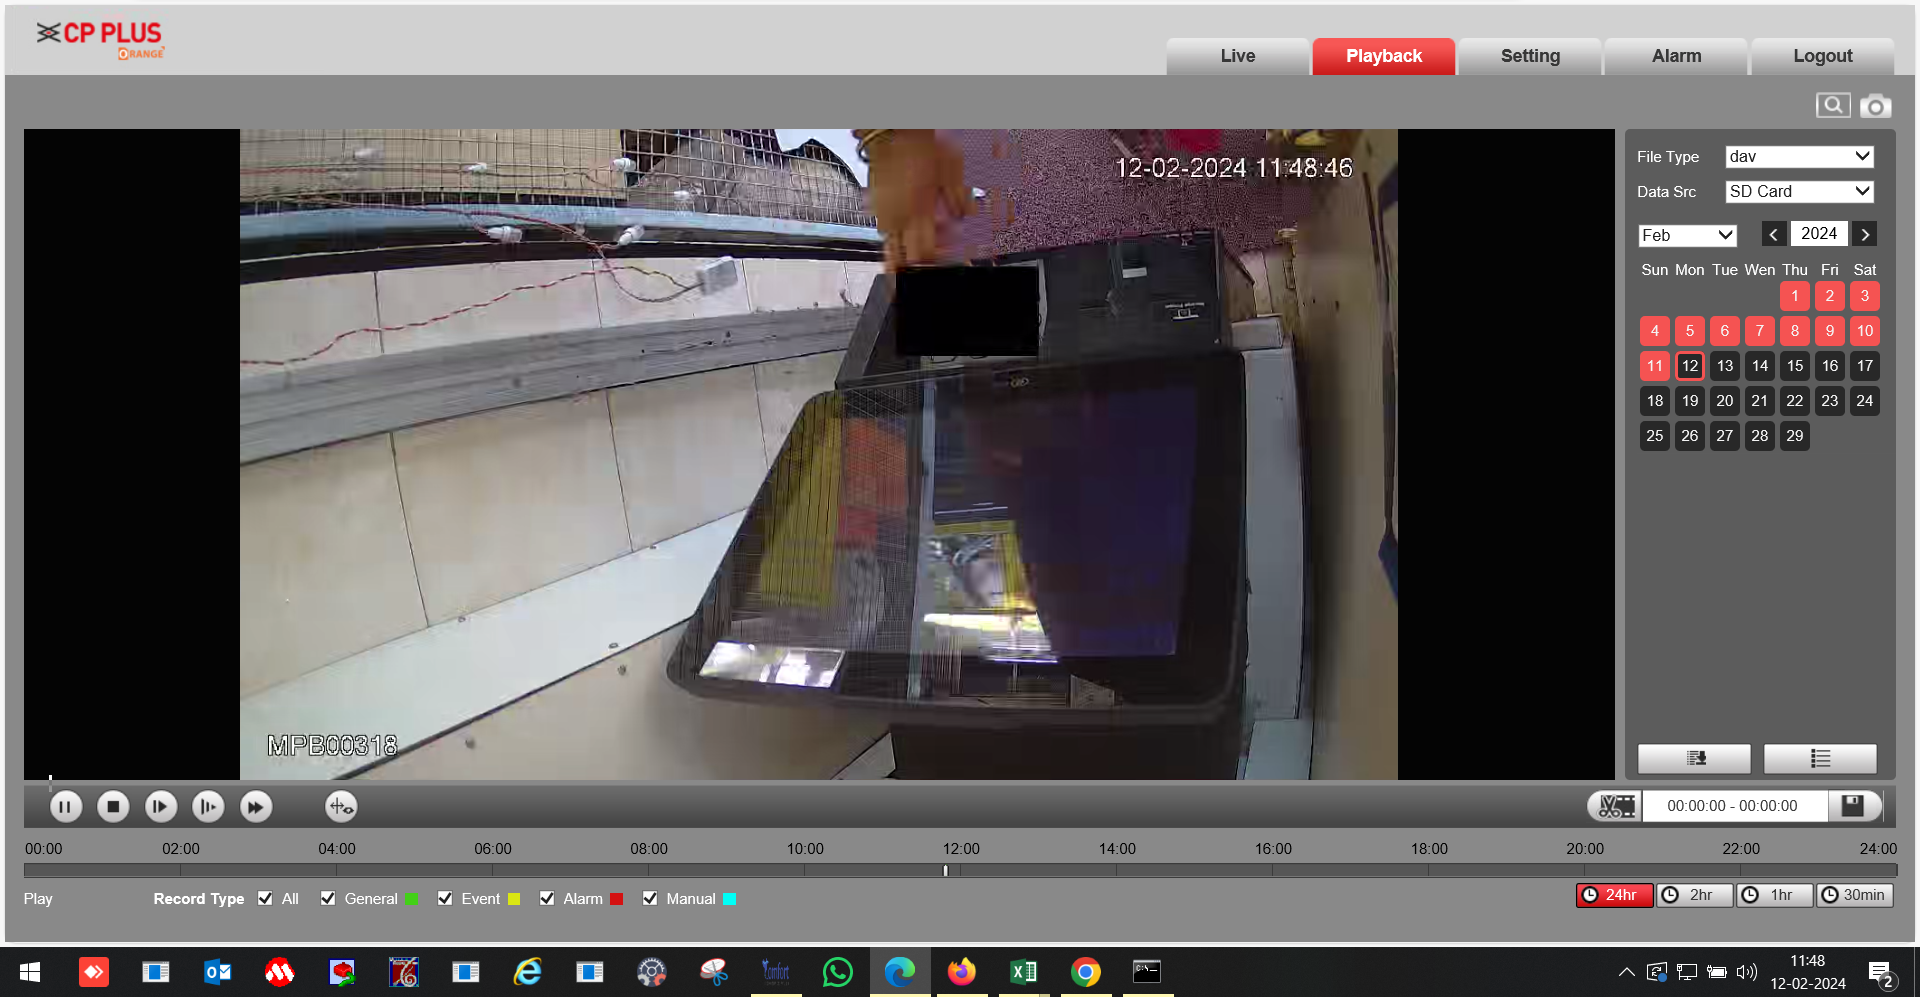 CP PLUS
ORANGE
Live Playback Setting Alarm Logout
12-02-2024 11:48:46
MPB00318
File Type dav
Data Src SD Card
Feb < 2024 >
Sun Mon Tue Wen Thu Fri Sat
1 2 3
4 5 6 7 8 9 10
11 12 13 14 15 16 17
18 19 20 21 22 23 24
25 26 27 28 29
00:00:00 - 00:00:00
00:00 02:00 04:00 06:00 08:00 10:00 12:00 14:00 16:00 18:00 20:00 22:00 24:00
Play Record Type All General Event Alarm Manual 24hr 2hr 1hr 30min
11:48
12-02-2024
2